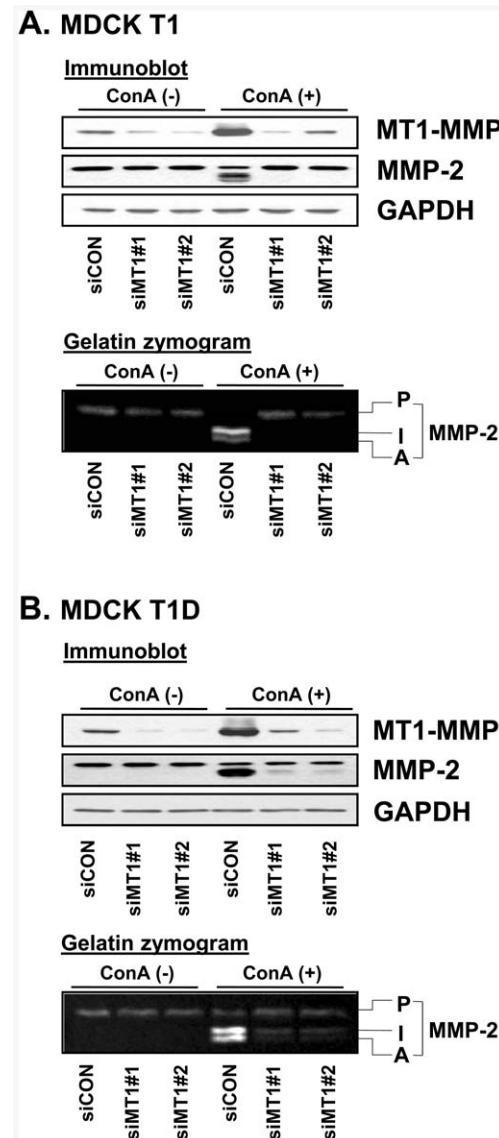 A. MDCK T1
Immunoblot
ConA (-) ConA (+)
MT1-MMP
MMP-2
GAPDH
siCON siMT1#1 siMT1#2 siCON siMT1#1 siMT1#2
Gelatin zymogram
ConA (-) ConA (+)
P
I MMP-2
A
siCON siMT1#1 siMT1#2 siCON siMT1#1 siMT1#2
B. MDCK T1D
Immunoblot
ConA (-) ConA (+)
MT1-MMP
MMP-2
GAPDH
siCON siMT1#1 siMT1#2 siCON siMT1#1 siMT1#2
Gelatin zymogram
ConA (-) ConA (+)
P
I MMP-2
A
siCON siMT1#1 siMT1#2 siCON siMT1#1 siMT1#2